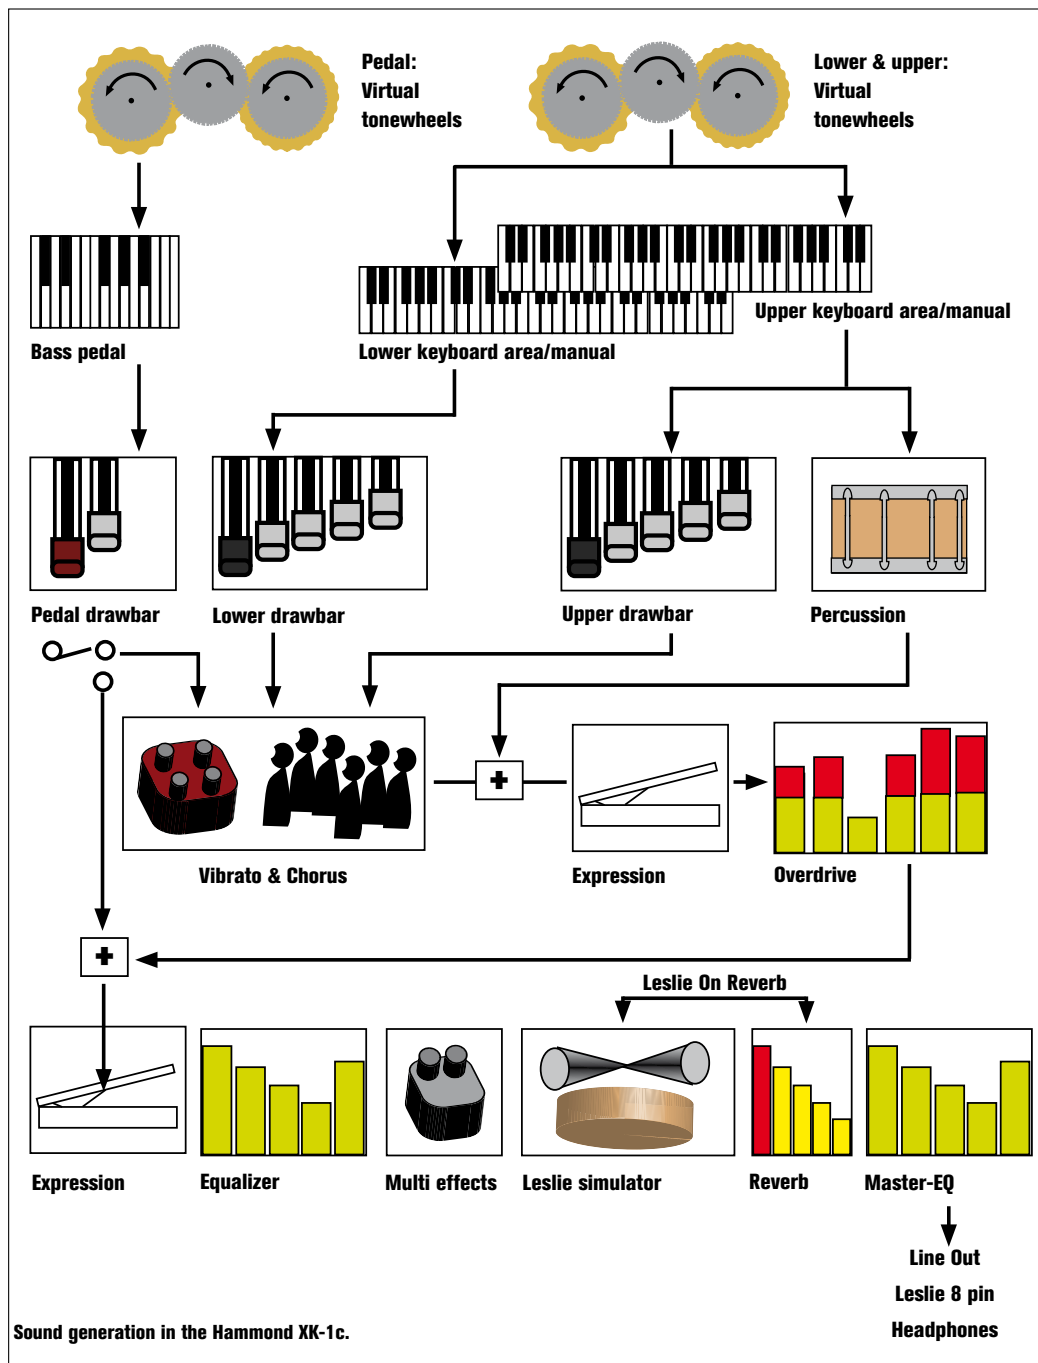 Pedal:
Virtual
tonewheels
Lower & upper:
Virtual
tonewheels
Bass pedal
Lower keyboard area/manual
Upper keyboard area/manual
Pedal drawbar
Lower drawbar
Upper drawbar
Percussion
+
Vibrato & Chorus
Expression
Overdrive
+
Leslie On Reverb
Expression
Equalizer
Multi effects
Leslie simulator
Reverb
Master-EQ
Line Out
Leslie 8 pin
Headphones
Sound generation in the Hammond XK-1c.